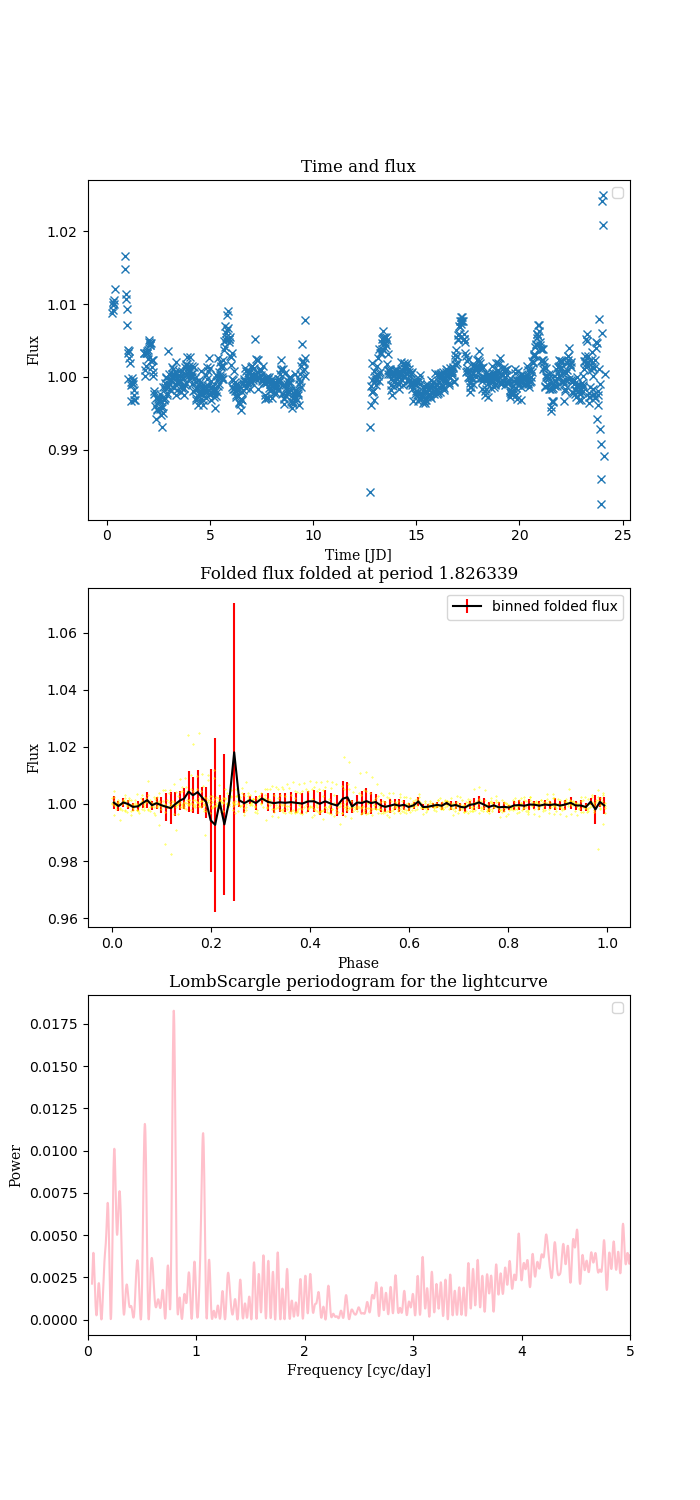 Time and flux
1.02
1.01
1.00
0.99
Flux
0 5 10 15 20 25
Time [JD]
Folded flux folded at period 1.826339
binned folded flux
1.06
1.04
1.02
1.00
0.98
0.96
Flux
0.0 0.2 0.4 0.6 0.8 1.0
Phase
LombScargle periodogram for the lightcurve
0.0175
0.0150
0.0125
0.0100
0.0075
0.0050
0.0025
0.0000
Power
0 1 2 3 4 5
Frequency [cyc/day]